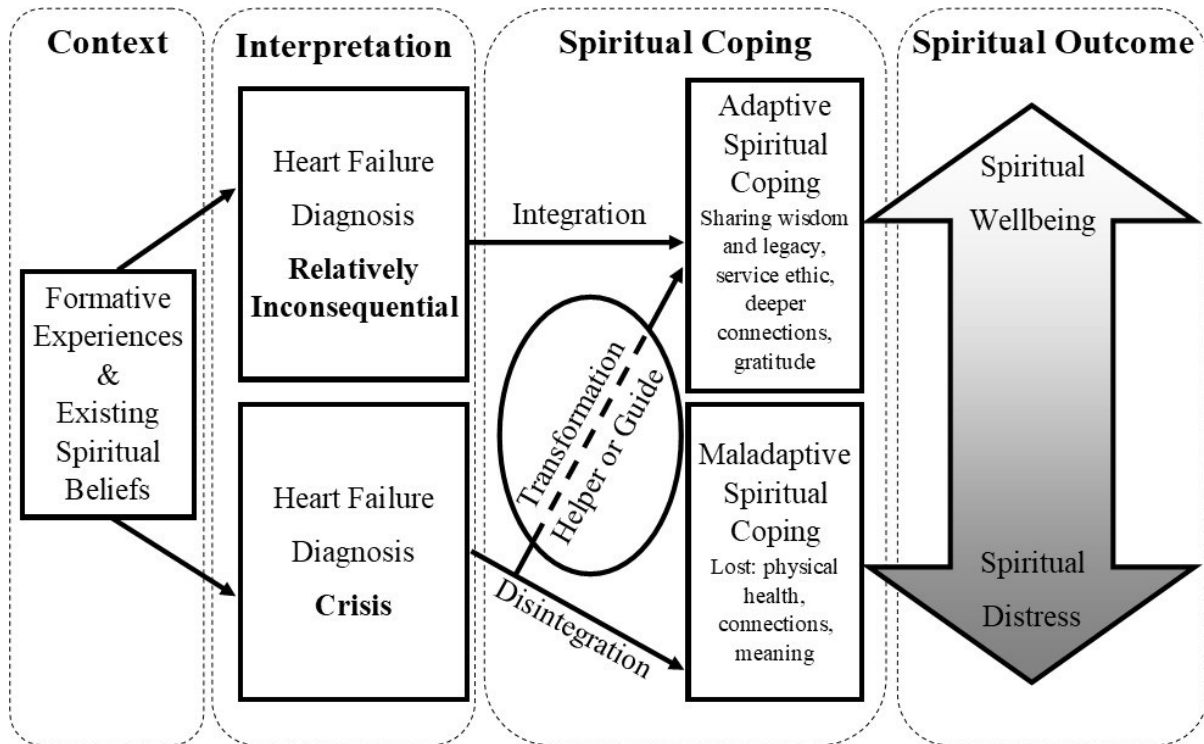 Context
Interpretation
Spiritual Coping
Spiritual Outcome
Formative
Experiences
&
Existing
Spiritual
Beliefs
Heart Failure
Diagnosis
Relatively
Inconsequential
Heart Failure
Diagnosis
Crisis
Integration
Transformation
Helper or Guide
Disintegration
Adaptive
Spiritual
Coping
Sharing wisdom
and legacy,
service ethic,
deeper
connections,
gratitude
Maladaptive
Spiritual
Coping
Lost: physical
health,
connections,
meaning
Spiritual
Wellbeing
Spiritual
Distress